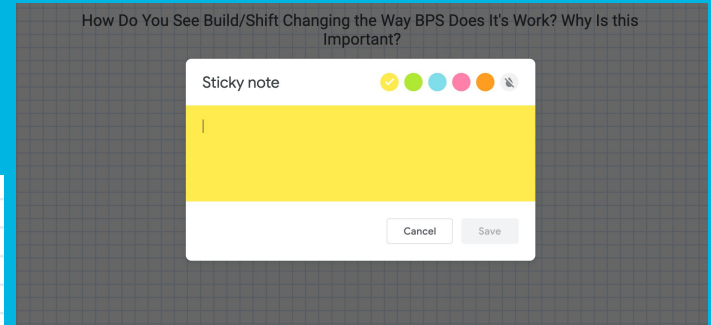 How Do You See Build/Shift Changing the Way BPS Does It's Work? Why Is this
Important?
Sticky note
Cancel
Save